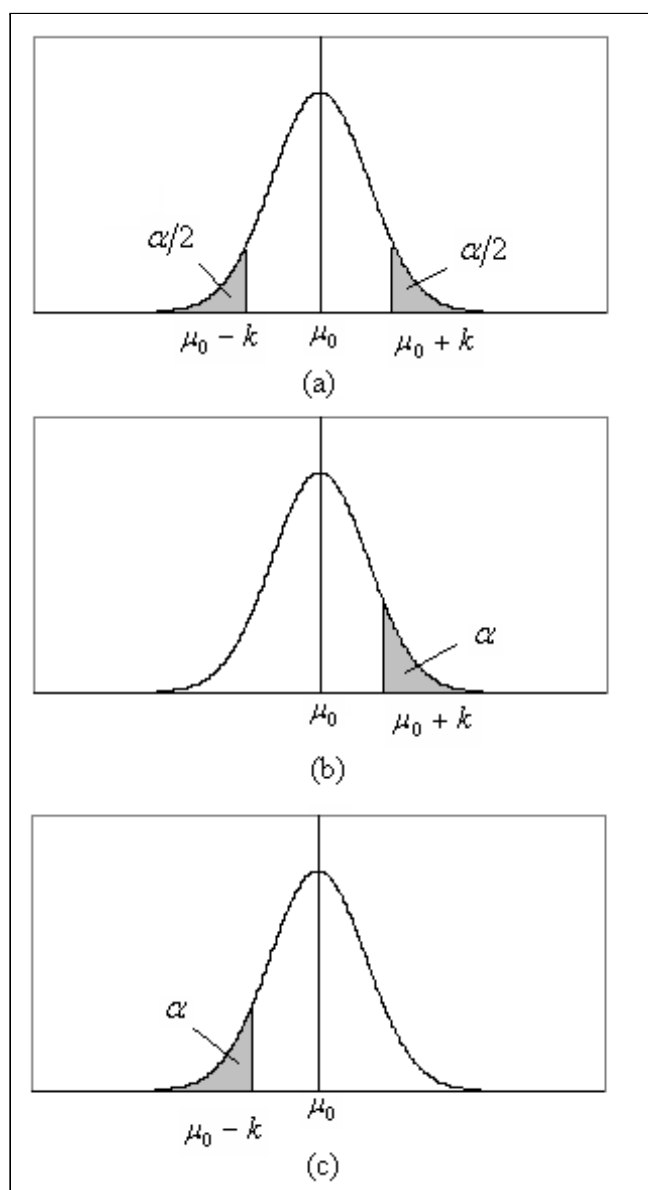 α/2 α/2
μ₀ − k μ₀ μ₀ + k
(a)
α
μ₀ μ₀ + k
(b)
α
μ₀ − k μ₀
(c)